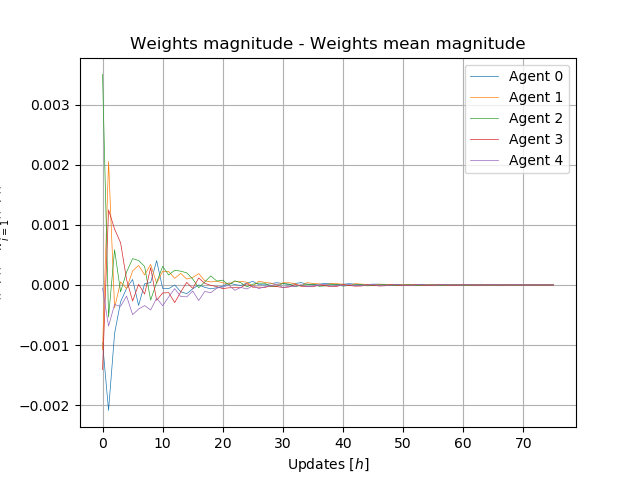 Weights magnitude - Weights mean magnitude
Agent 0
Agent 1
Agent 2
Agent 3
Agent 4
0.003
0.002
0.001
0.000
−0.001
−0.002
0 10 20 30 40 50 60 70
Updates [h]